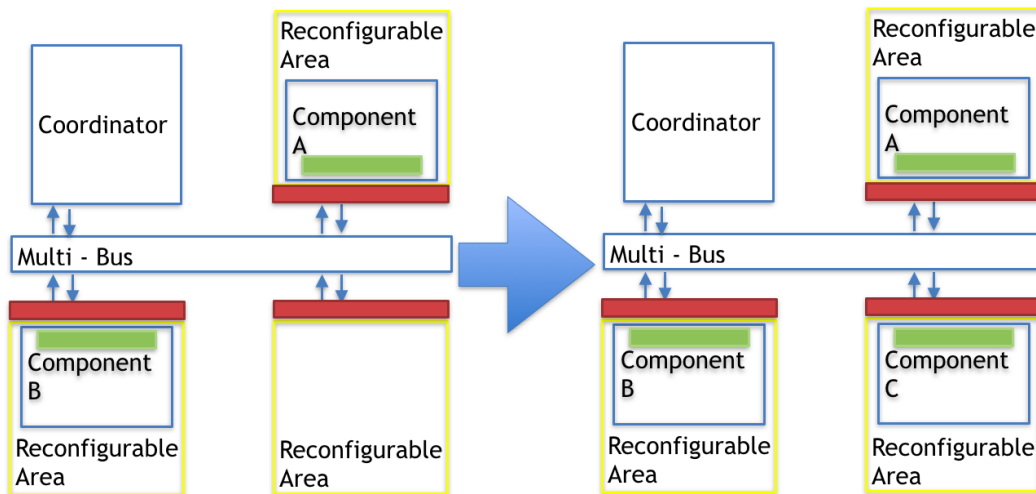 Reconfigurable
Area
Component
A
Coordinator
Multi - Bus
Component
B
Reconfigurable
Area
Reconfigurable
Area
Reconfigurable
Area
Component
A
Coordinator
Multi - Bus
Component
B
Reconfigurable
Area
Component
C
Reconfigurable
Area